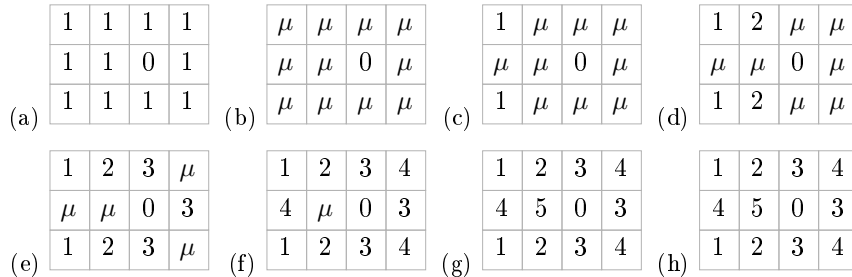 1 1 1 1 μ μ μ μ 1 μ μ μ 1 2 μ μ
1 1 0 1 μ μ 0 μ μ μ 0 μ μ μ 0 μ
(a) 1 1 1 1 (b) μ μ μ μ (c) 1 μ μ μ (d) 1 2 μ μ
1 2 3 μ 1 2 3 4 1 2 3 4 1 2 3 4
μ μ 0 3 4 μ 0 3 4 5 0 3 4 5 0 3
(e) 1 2 3 μ (f) 1 2 3 4 (g) 1 2 3 4 (h) 1 2 3 4